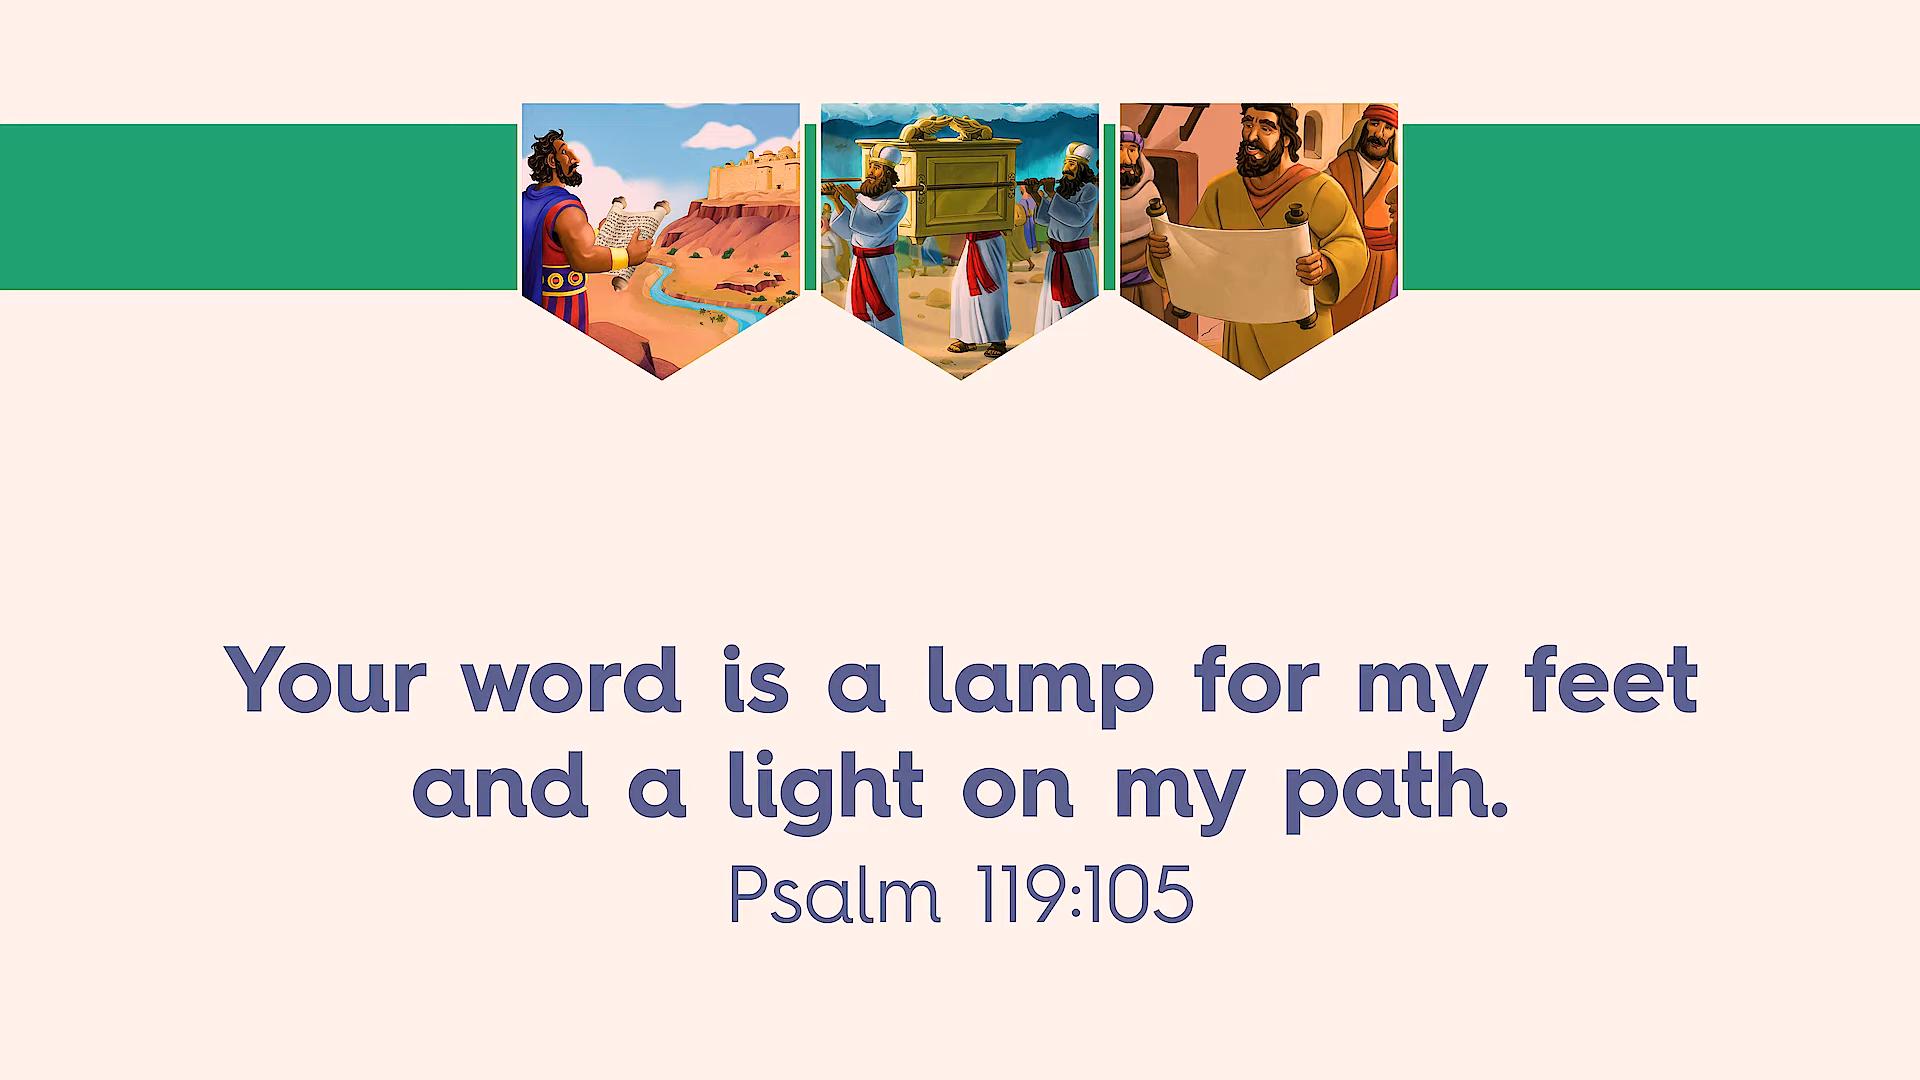 Your word is a lamp for my feet
and a light on my path.
Psalm 119:105